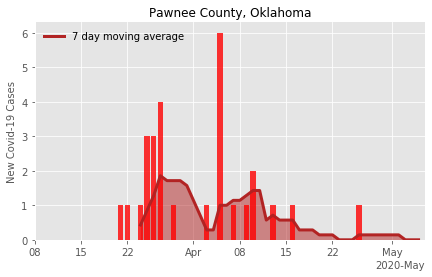 Pawnee County, Oklahoma
7 day moving average
New Covid-19 Cases
6
5
4
3
2
1
0
08 15 22 Apr 08 15 22 May
2020-May